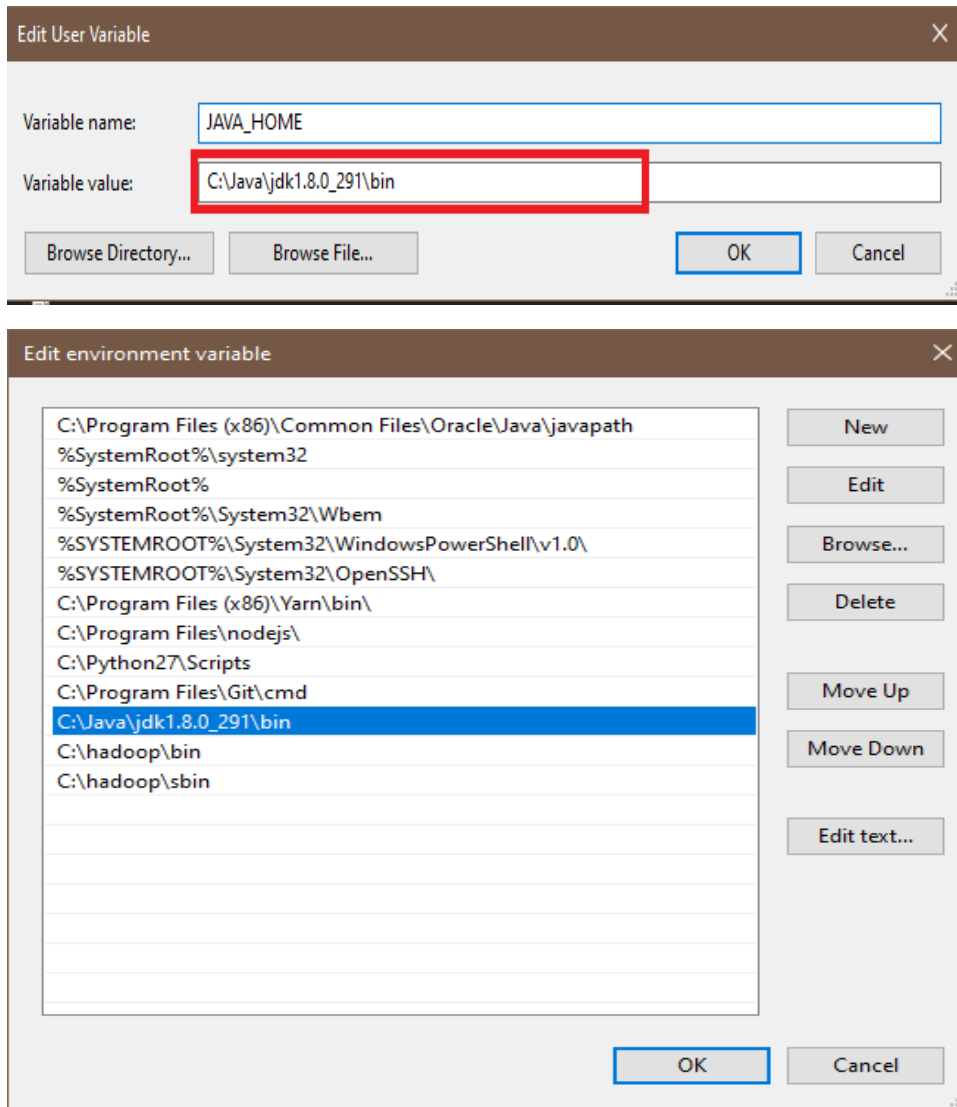 Edit User Variable
Variable name: JAVA_HOME
Variable value: C:\Java\jdk1.8.0_291\bin
Browse Directory... Browse File... OK Cancel
Edit environment variable
C:\Program Files (x86)\Common Files\Oracle\Java\javapath New
%SystemRoot%\system32
%SystemRoot% Edit
%SystemRoot%\System32\Wbem
%SYSTEMROOT%\System32\WindowsPowerShell\v1.0\ Browse...
%SYSTEMROOT%\System32\OpenSSH\
C:\Program Files (x86)\Yarn\bin\ Delete
C:\Program Files\nodejs\
C:\Python27\Scripts
C:\Program Files\Git\cmd Move Up
C:\Java\jdk1.8.0_291\bin
C:\hadoop\bin Move Down
C:\hadoop\sbin
Edit text...
OK Cancel